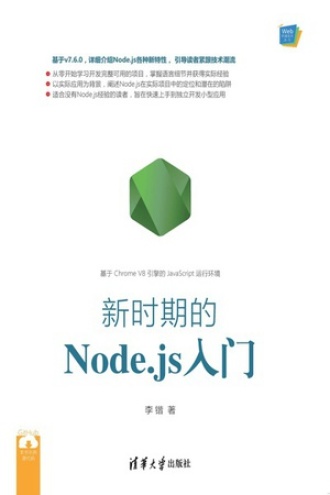 Web
基于v7.6.0，详细介绍Node.js各种新特性，引导读者紧跟技术潮流
●从零开始学习开发完整可用的项目，掌握语言细节并获得实际经验
●以实际应用为背景，阐述Node.js在实际项目中的定位和潜在的陷阱
●适合没有Node.js经验的读者，旨在快速上手到独立开发小型应用
基于 Chrome V8 引擎的 JavaScript 运行环境
新时期的
Node.js入门
李锴 著
GitHub
清华大学出版社